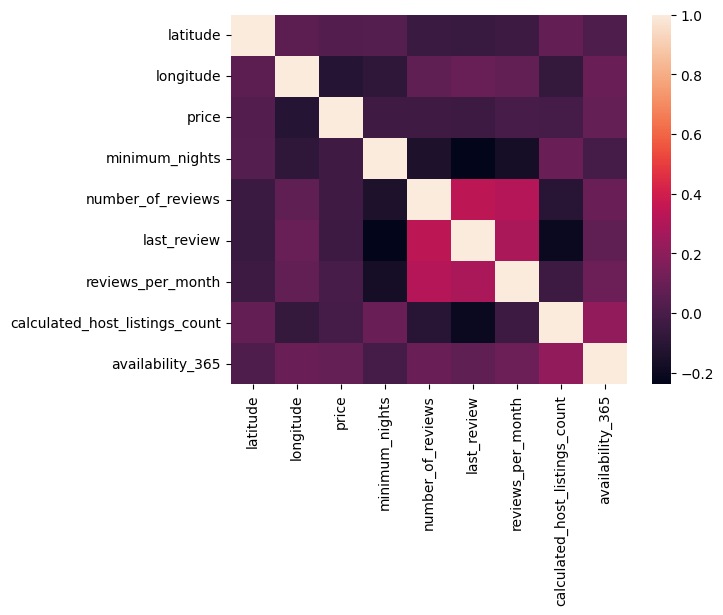 latitude
longitude
price
minimum_nights
number_of_reviews
last_review
reviews_per_month
calculated_host_listings_count
availability_365
latitude
longitude
price
minimum_nights
number_of_reviews
last_review
reviews_per_month
calculated_host_listings_count
availability_365
1.0
0.8
0.6
0.4
0.2
0.0
−0.2